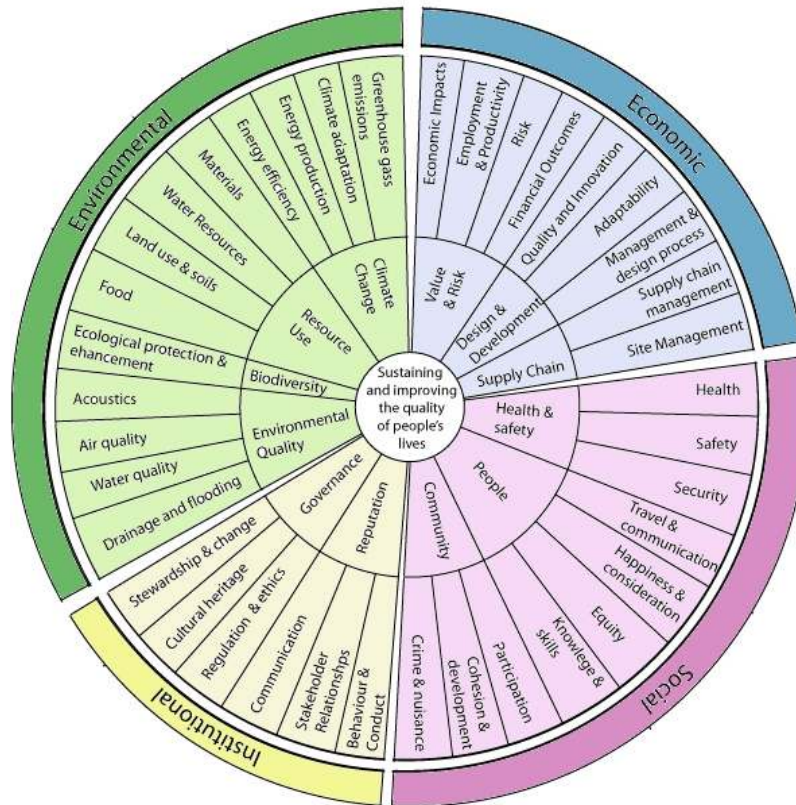 Environmental
Greenhouse gass
emissions
Climate adaptation
Energy production
Energy efficiency
Materials
Water Resources
Land use & soils
Food
Ecological protection &
ehancement
Acoustics
Air quality
Water quality
Drainage and flooding
Climate
Change
Resource
Use
Biodiversity
Environmental
Quality
Economic
Economic Impacts
Employment
& Productivity
Risk
Financial Outcomes
Quality and Innovation
Adaptability
Management &
design process
Supply chain
management
Site Management
Value
& Risk
Design &
Development
Supply Chain
Sustaining
and improving
the quality
of people's
lives
Social
Health
Safety
Security
Travel &
communication
Happiness &
consideration
Equity
Knowlege &
skills
Participation
Cohesion &
development
Crime & nuisance
Health &
safety
People
Community
Institutional
Stewardship & change
Cultural heritage
Regulation & ethics
Communication
Stakeholder
Relationshps
Behaviour &
Conduct
Governance
Reputation